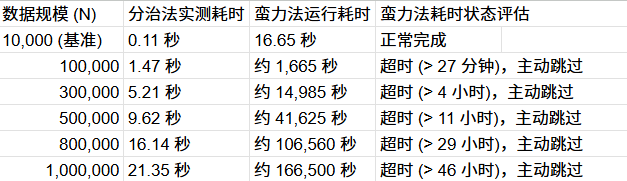 数据规模 (N) 分治法实测耗时 蛮力法运行耗时 蛮力法耗时状态评估
10,000 (基准) 0.11 秒 16.65 秒 正常完成
100,000 1.47 秒 约 1,665 秒 超时 (> 27 分钟)，主动跳过
300,000 5.21 秒 约 14,985 秒 超时 (> 4 小时)，主动跳过
500,000 9.62 秒 约 41,625 秒 超时 (> 11 小时)，主动跳过
800,000 16.14 秒 约 106,560 秒 超时 (> 29 小时)，主动跳过
1,000,000 21.35 秒 约 166,500 秒 超时 (> 46 小时)，主动跳过